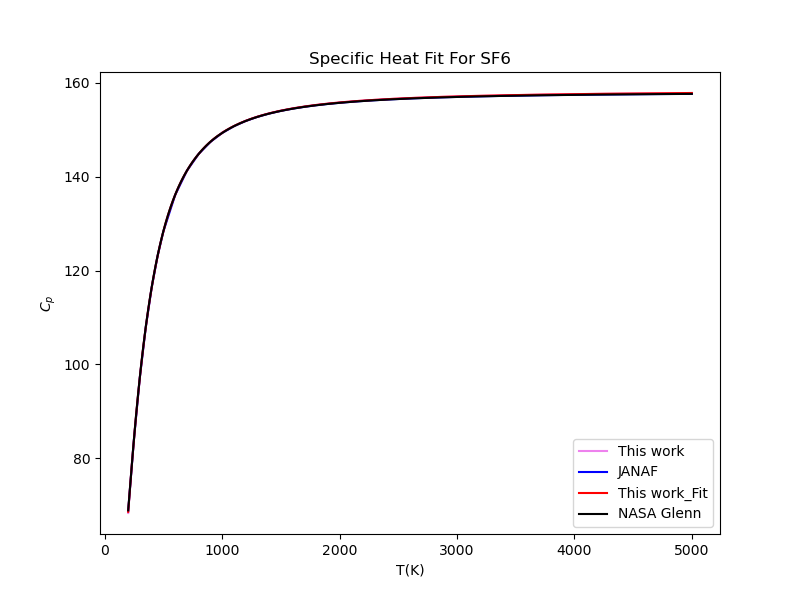 Specific Heat Fit For SF6
160
140
120
100
80
C_p
0 1000 2000 3000 4000 5000
T(K)
This work
JANAF
This work_Fit
NASA Glenn